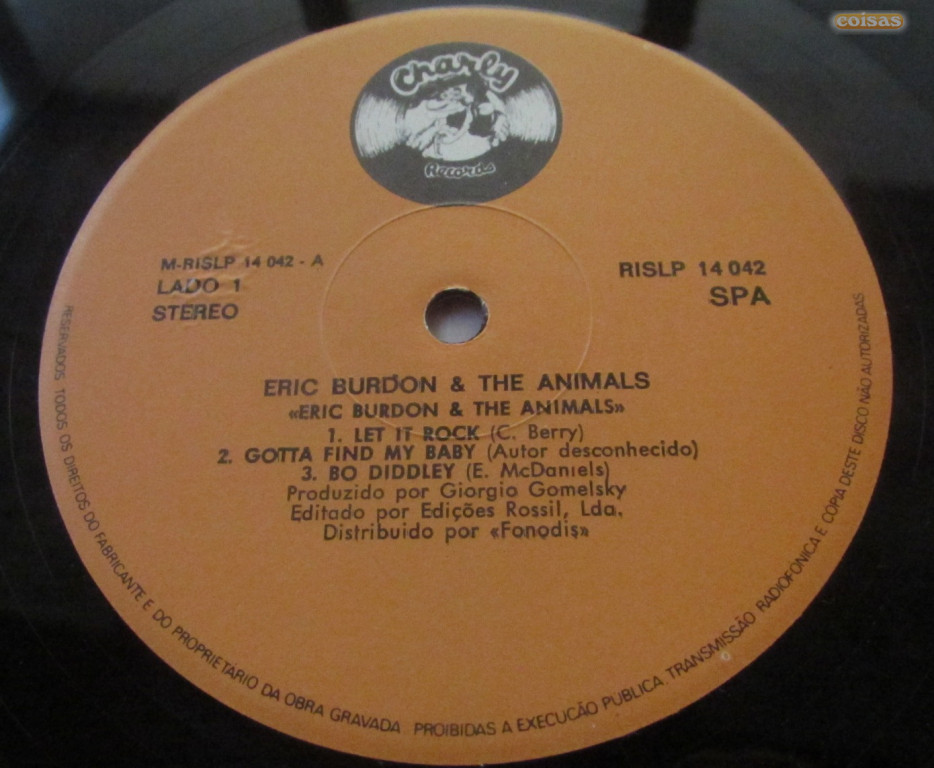 coisas
Charly
Records
M-RISLP 14 042 - A
LADO 1
STEREO
RISLP 14 042
SPA
ERIC BURDON & THE ANIMALS
«ERIC BURDON & THE ANIMALS»
1. LET IT ROCK (C. Berry)
2. GOTTA FIND MY BABY (Autor desconhecido)
3. BO DIDDLEY (E. McDaniels)
Produzido por Giorgio Gomelsky
Editado por Edições Rossil, Lda.
Distribuido por «Fonodis»
RESERVADOS TODOS OS DIREITOS DO FABRICANTE E DO PROPRIETARIO DA OBRA GRAVADA. PROIBIDAS A EXECUÇÃO PUBLICA. TRANSMISSÃO RADIOFONICA E COPIA DESTE DISCO NÃO AUTORIZADAS